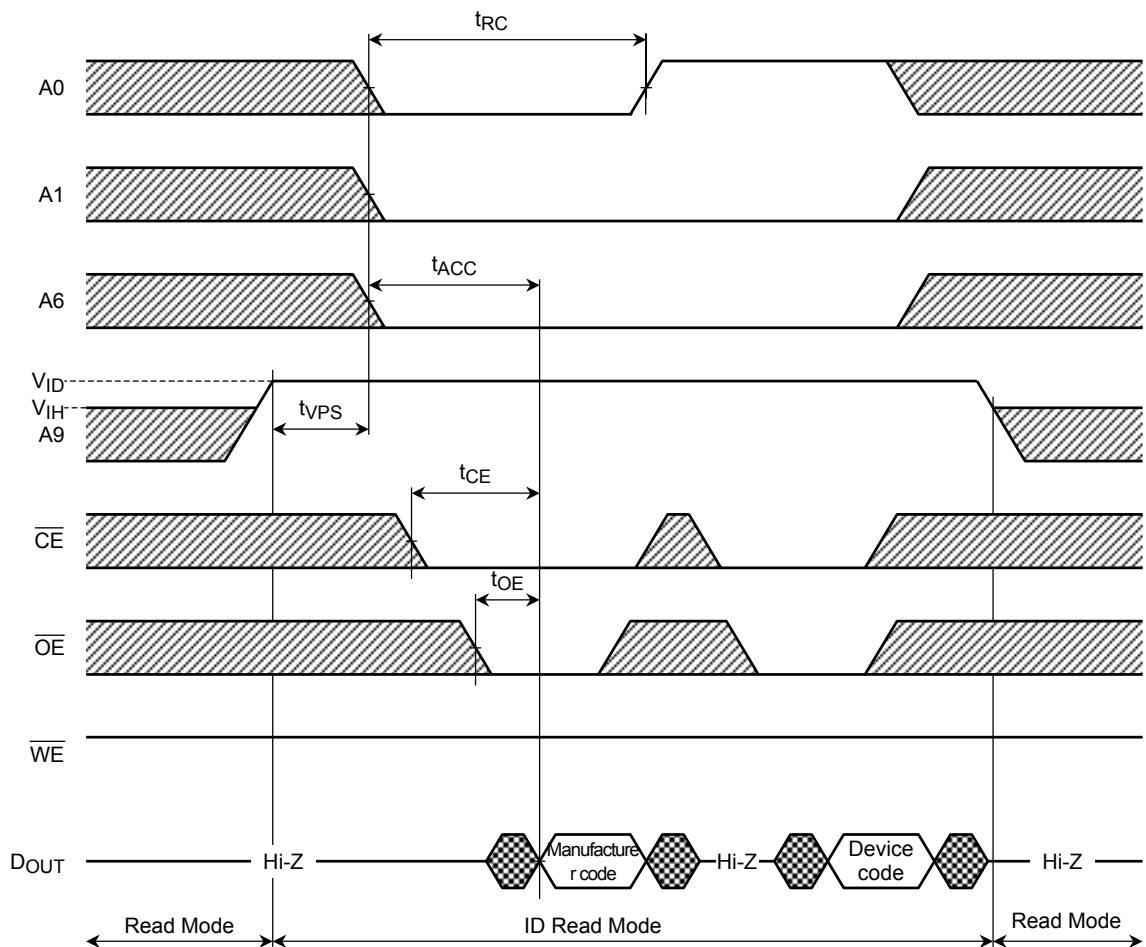 tRC
A0
A1
tACC
A6
VID
VIH
A9
tVPS
tCE
CE
tOE
OE
WE
DOUT
Hi-Z
Manufacture
r code
Hi-Z
Device
code
Hi-Z
Read Mode
ID Read Mode
Read Mode